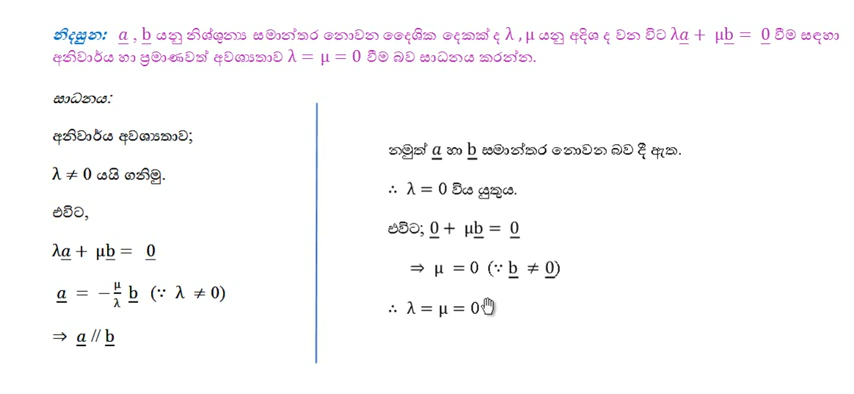 නිදසුන: a , b යනු නිශ්ශුන්‍ය සමාන්තර නොවන දෛශික දෙකක් ද λ , μ යනු අදිශ ද වන විට λa + μb = 0 වීම සඳහා
අනිවාර්ය හා ප්‍රමාණවත් අවශ්‍යතාව λ = μ = 0 වීම බව සාධනය කරන්න.
සාධනය:
අනිවාර්ය අවශ්‍යතාව;
λ ≠ 0 යයි ගනිමු.
එවිට,
λa + μb = 0
a = − μ/λ b (∵ λ ≠ 0)
⇒ a // b
නමුත් a හා b සමාන්තර නොවන බව දී ඇත.
∴ λ = 0 විය යුතුය.
එවිට; 0 + μb = 0
⇒ μ = 0 (∵ b ≠ 0)
∴ λ = μ = 0